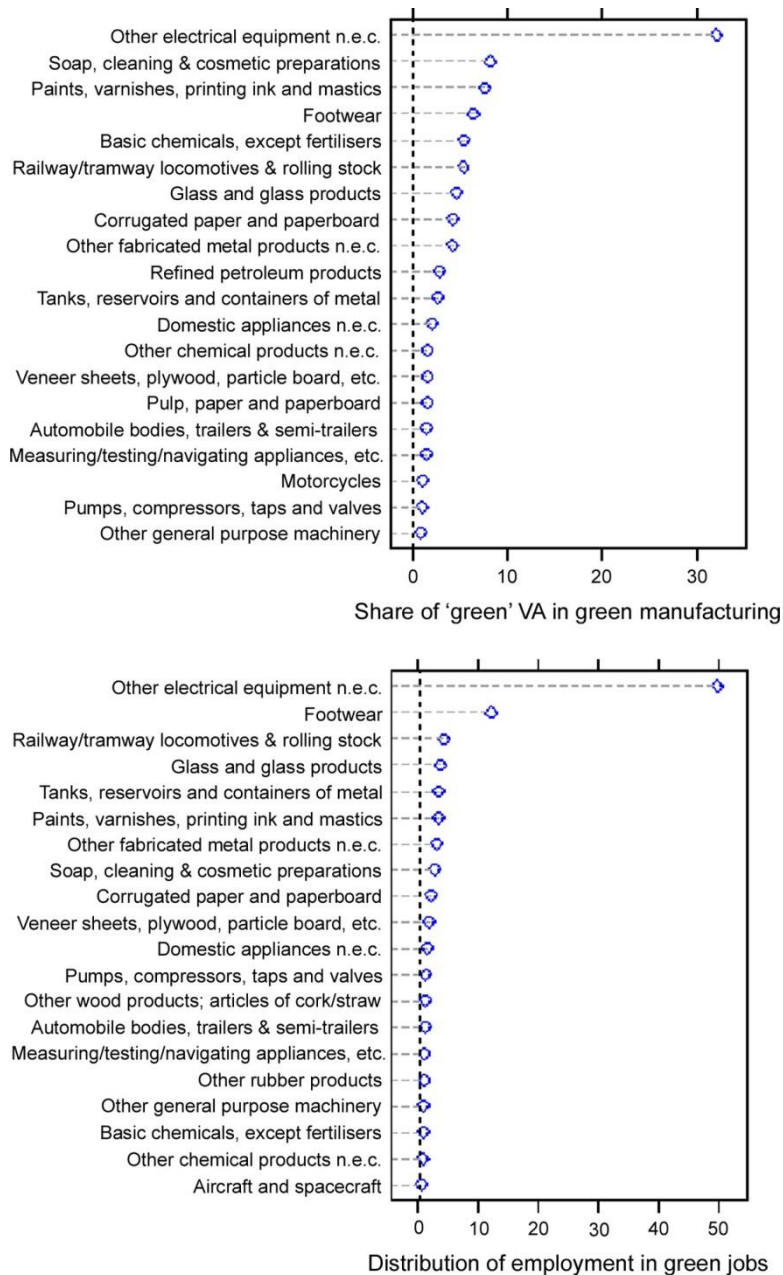 Other electrical equipment n.e.c.
Soap, cleaning & cosmetic preparations
Paints, varnishes, printing ink and mastics
Footwear
Basic chemicals, except fertilisers
Railway/tramway locomotives & rolling stock
Glass and glass products
Corrugated paper and paperboard
Other fabricated metal products n.e.c.
Refined petroleum products
Tanks, reservoirs and containers of metal
Domestic appliances n.e.c.
Other chemical products n.e.c.
Veneer sheets, plywood, particle board, etc.
Pulp, paper and paperboard
Automobile bodies, trailers & semi-trailers
Measuring/testing/navigating appliances, etc.
Motorcycles
Pumps, compressors, taps and valves
Other general purpose machinery
0 10 20 30
Share of ‘green’ VA in green manufacturing
Other electrical equipment n.e.c.
Footwear
Railway/tramway locomotives & rolling stock
Glass and glass products
Tanks, reservoirs and containers of metal
Paints, varnishes, printing ink and mastics
Other fabricated metal products n.e.c.
Soap, cleaning & cosmetic preparations
Corrugated paper and paperboard
Veneer sheets, plywood, particle board, etc.
Domestic appliances n.e.c.
Pumps, compressors, taps and valves
Other wood products; articles of cork/straw
Automobile bodies, trailers & semi-trailers
Measuring/testing/navigating appliances, etc.
Other rubber products
Other general purpose machinery
Basic chemicals, except fertilisers
Other chemical products n.e.c.
Aircraft and spacecraft
0 10 20 30 40 50
Distribution of employment in green jobs